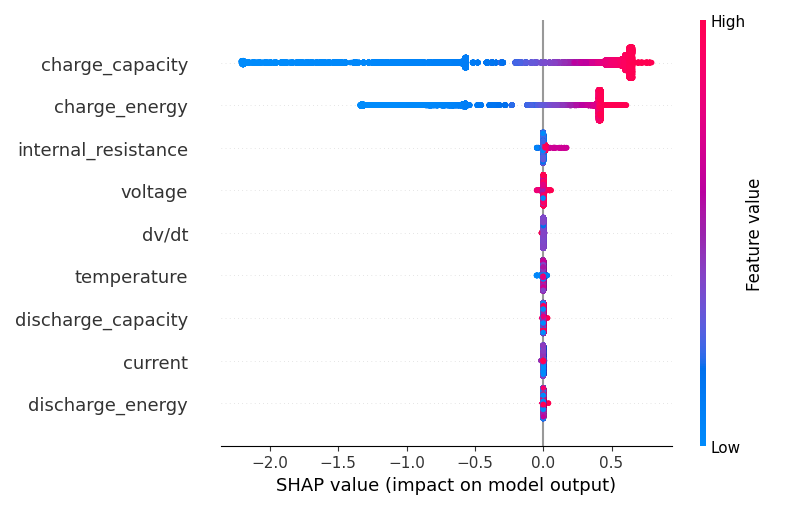 High
charge_capacity
charge_energy
internal_resistance
voltage
dv/dt
temperature
discharge_capacity
current
discharge_energy
Feature value
Low
−2.0 −1.5 −1.0 −0.5 0.0 0.5
SHAP value (impact on model output)